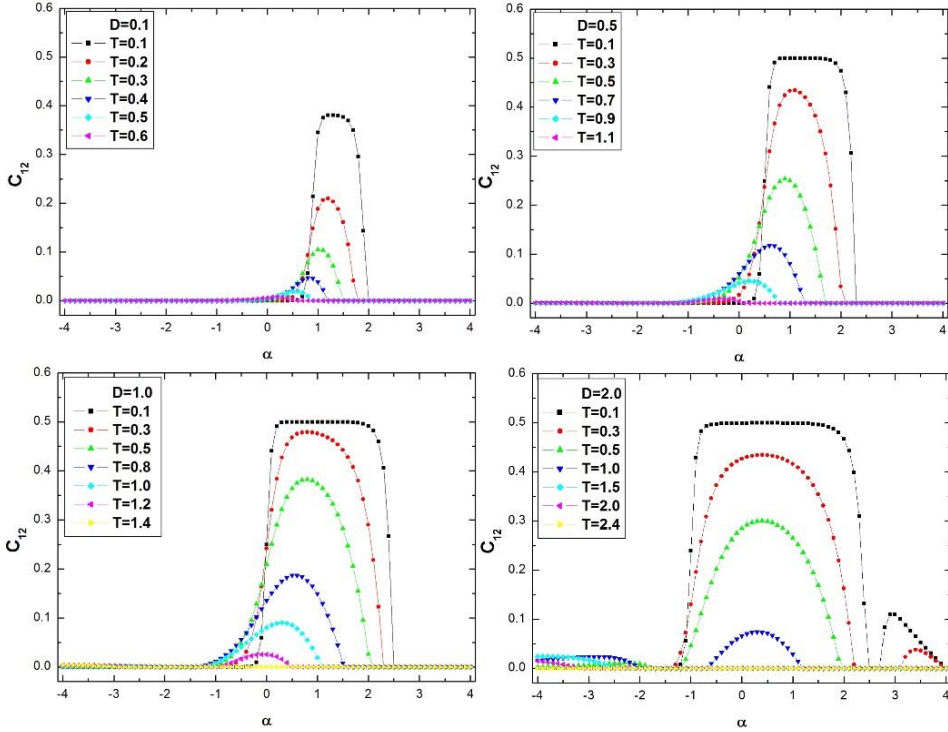 0.6
D=0.1
T=0.1
T=0.2
T=0.3
T=0.4
T=0.5
T=0.6
0.5
0.4
0.3
0.2
0.1
0.0
C12
-4 -3 -2 -1 0 1 2 3 4
α
0.6
D=0.5
T=0.1
T=0.3
T=0.5
T=0.7
T=0.9
T=1.1
0.5
0.4
0.3
0.2
0.1
0.0
C12
-4 -3 -2 -1 0 1 2 3 4
α
0.6
D=1.0
T=0.1
T=0.3
T=0.5
T=0.8
T=1.0
T=1.2
T=1.4
0.5
0.4
0.3
0.2
0.1
0.0
C12
-4 -3 -2 -1 0 1 2 3 4
α
0.6
D=2.0
T=0.1
T=0.3
T=0.5
T=1.0
T=1.5
T=2.0
T=2.4
0.5
0.4
0.3
0.2
0.1
0.0
C12
-4 -3 -2 -1 0 1 2 3 4
α